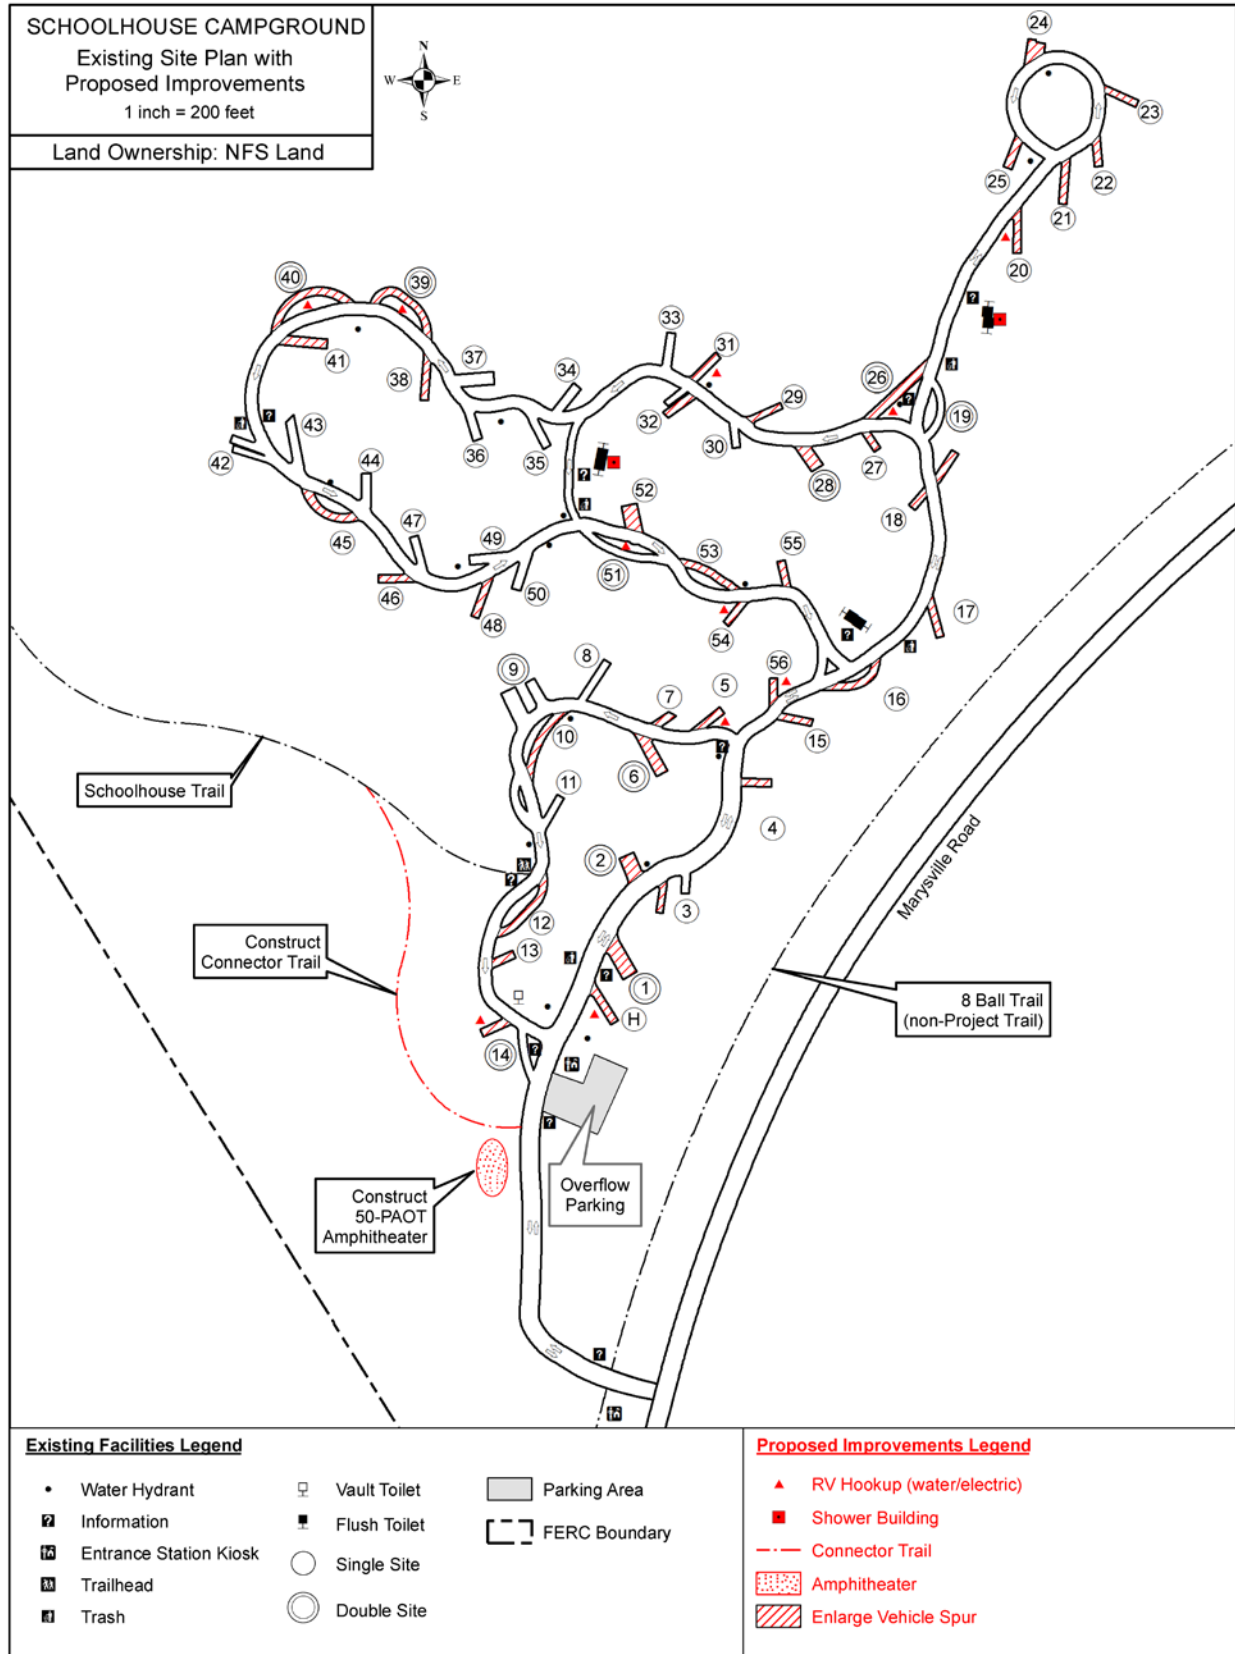 SCHOOLHOUSE CAMPGROUND
Existing Site Plan with
Proposed Improvements
1 inch = 200 feet
Land Ownership: NFS Land
N
W
E
S
24
23
25
22
21
20
40
39
33
31
26
37
34
41
38
29
19
32
43
36
35
30
27
42
44
28
52
18
47
49
53
55
45
51
46
50
48
54
17
9
8
56
7
5
16
10
15
6
11
Schoolhouse Trail
4
2
Marysville Road
3
12
Construct
Connector Trail
13
1
8 Ball Trail
(non-Project Trail)
H
14
Overflow
Parking
Construct
50-PAOT
Amphitheater
Existing Facilities Legend
Water Hydrant
Information
Entrance Station Kiosk
Trailhead
Trash
Vault Toilet
Flush Toilet
Single Site
Double Site
Parking Area
FERC Boundary
Proposed Improvements Legend
RV Hookup (water/electric)
Shower Building
Connector Trail
Amphitheater
Enlarge Vehicle Spur